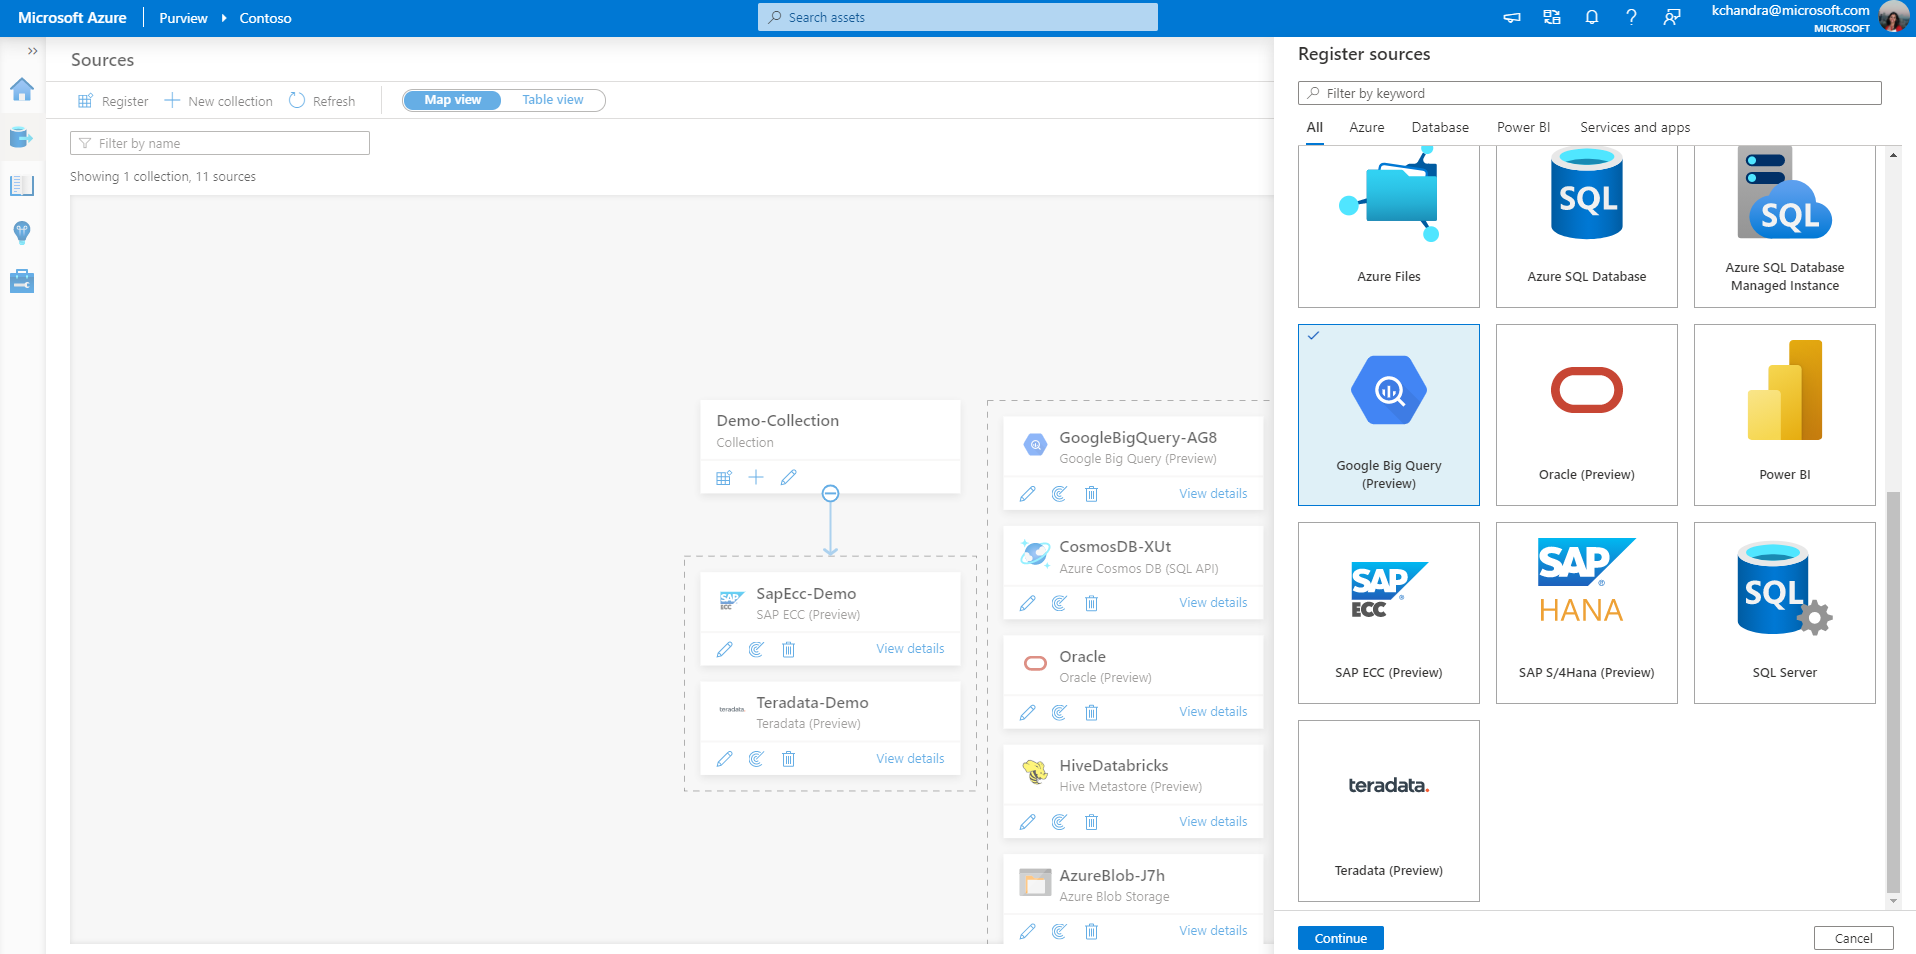 Microsoft Azure
Purview
Contoso
Search assets
kchandra@microsoft.com
MICROSOFT
Sources
Register
New collection
Refresh
Map view
Table view
Filter by name
Showing 1 collection, 11 sources
Demo-Collection
Collection
SAP
ECC
SapEcc-Demo
SAP ECC (Preview)
View details
teradata.
Teradata-Demo
Teradata (Preview)
View details
GoogleBigQuery-AG8
Google Big Query (Preview)
View details
CosmosDB-XUt
Azure Cosmos DB (SQL API)
View details
Oracle
Oracle (Preview)
View details
HiveDatabricks
Hive Metastore (Preview)
View details
AzureBlob-J7h
Azure Blob Storage
View details
Register sources
Filter by keyword
All
Azure
Database
Power BI
Services and apps
Azure Files
SQL
Azure SQL Database
SQL
Azure SQL Database
Managed Instance
Google Big Query
(Preview)
Oracle (Preview)
Power BI
SAP®
ECC
SAP ECC (Preview)
SAP®
HANA
SAP S/4Hana (Preview)
SQL
SQL Server
teradata.
Teradata (Preview)
Continue
Cancel